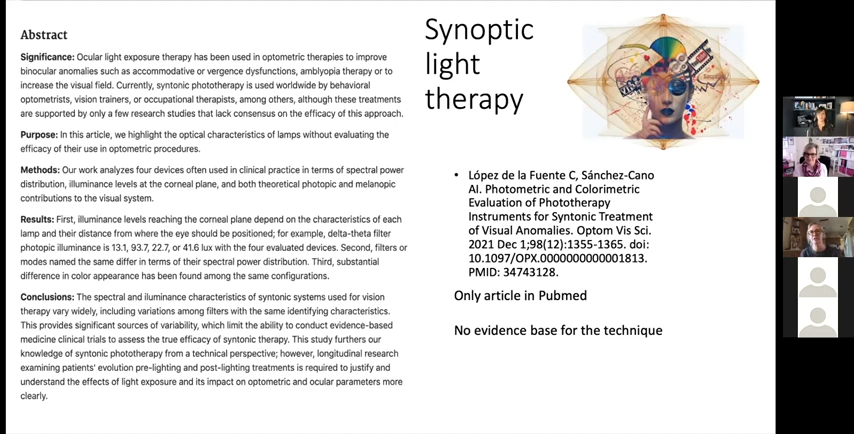 Abstract
Significance: Ocular light exposure therapy has been used in optometric therapies to improve
binocular anomalies such as accommodative or vergence dysfunctions, amblyopia therapy or to
increase the visual field. Currently, syntonic phototherapy is used worldwide by behavioral
optometrists, vision trainers, or occupational therapists, among others, although these treatments
are supported by only a few research studies that lack consensus on the efficacy of this approach.
Purpose: In this article, we highlight the optical characteristics of lamps without evaluating the
efficacy of their use in optometric procedures.
Methods: Our work analyzes four devices often used in clinical practice in terms of spectral power
distribution, illuminance levels at the corneal plane, and both theoretical photopic and melanopic
contributions to the visual system.
Results: First, illuminance levels reaching the corneal plane depend on the characteristics of each
lamp and their distance from where the eye should be positioned; for example, delta-theta filter
photopic illuminance is 13.1, 93.7, 22.7, or 41.6 lux with the four evaluated devices. Second, filters or
modes named the same differ in terms of their spectral power distribution. Third, substantial
difference in color appearance has been found among the same configurations.
Conclusions: The spectral and iluminance characteristics of syntonic systems used for vision
therapy vary widely, including variations among filters with the same identifying characteristics.
This provides significant sources of variability, which limit the ability to conduct evidence-based
medicine clinical trials to assess the true efficacy of syntonic therapy. This study furthers our
knowledge of syntonic phototherapy from a technical perspective; however, longitudinal research
examining patients' evolution pre-lighting and post-lighting treatments is required to justify and
understand the effects of light exposure and its impact on optometric and ocular parameters more
clearly.
Synoptic
light
therapy
• López de la Fuente C, Sánchez-Cano
AI. Photometric and Colorimetric
Evaluation of Phototherapy
Instruments for Syntonic Treatment
of Visual Anomalies. Optom Vis Sci.
2021 Dec 1;98(12):1355-1365. doi:
10.1097/OPX.0000000000001813.
PMID: 34743128.
Only article in Pubmed
No evidence base for the technique